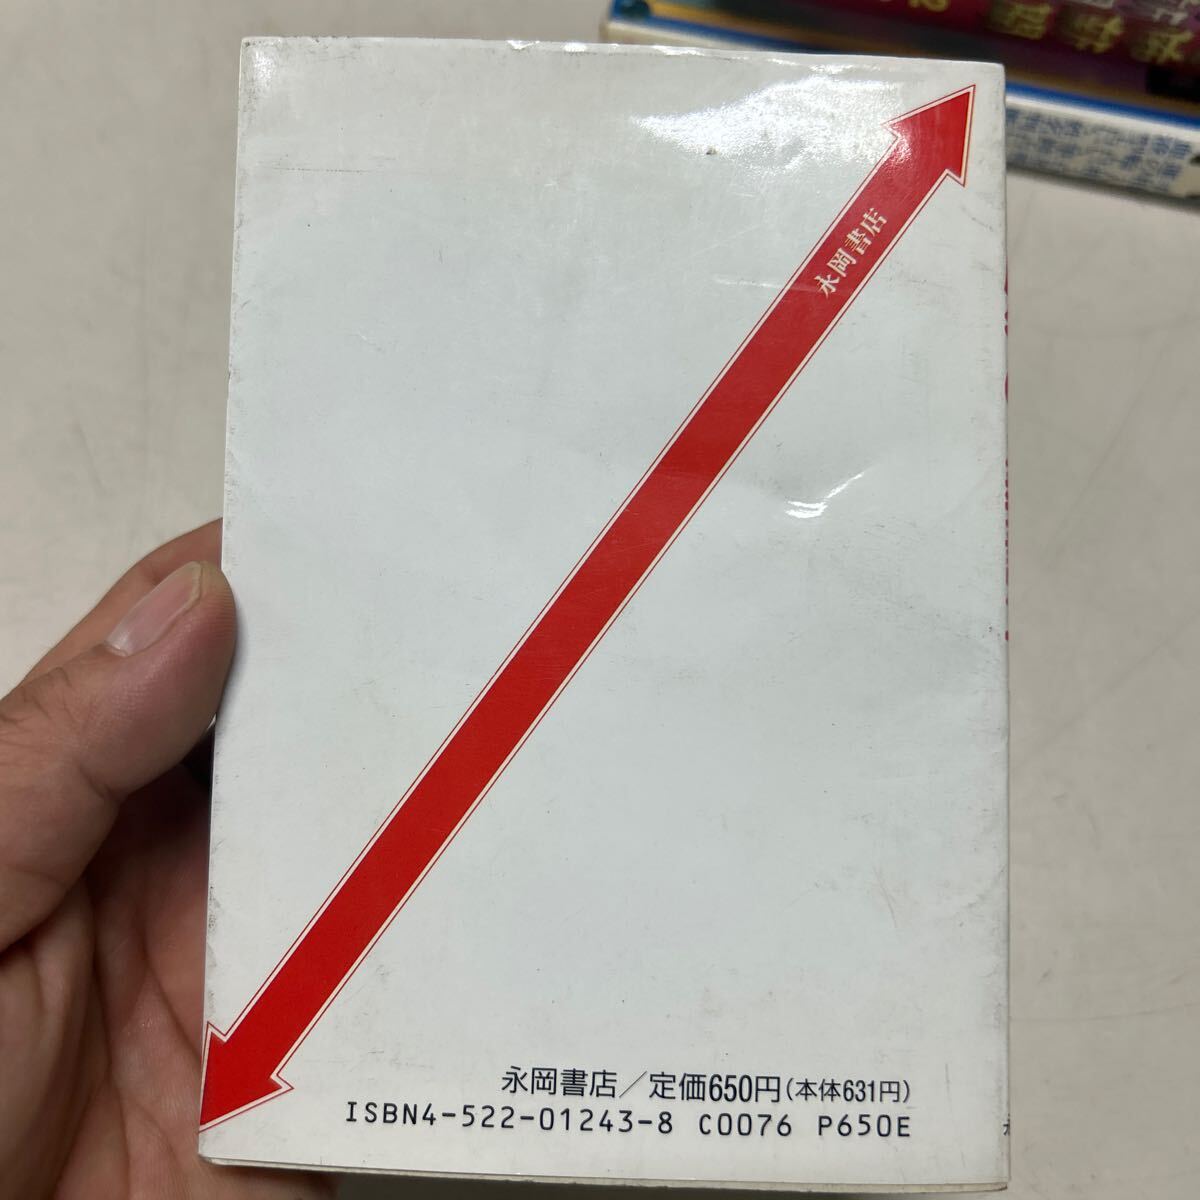 永岡書店
永岡書店/定価650円(本体631円)
ISBN4-522-01243-8 C0076 P650E